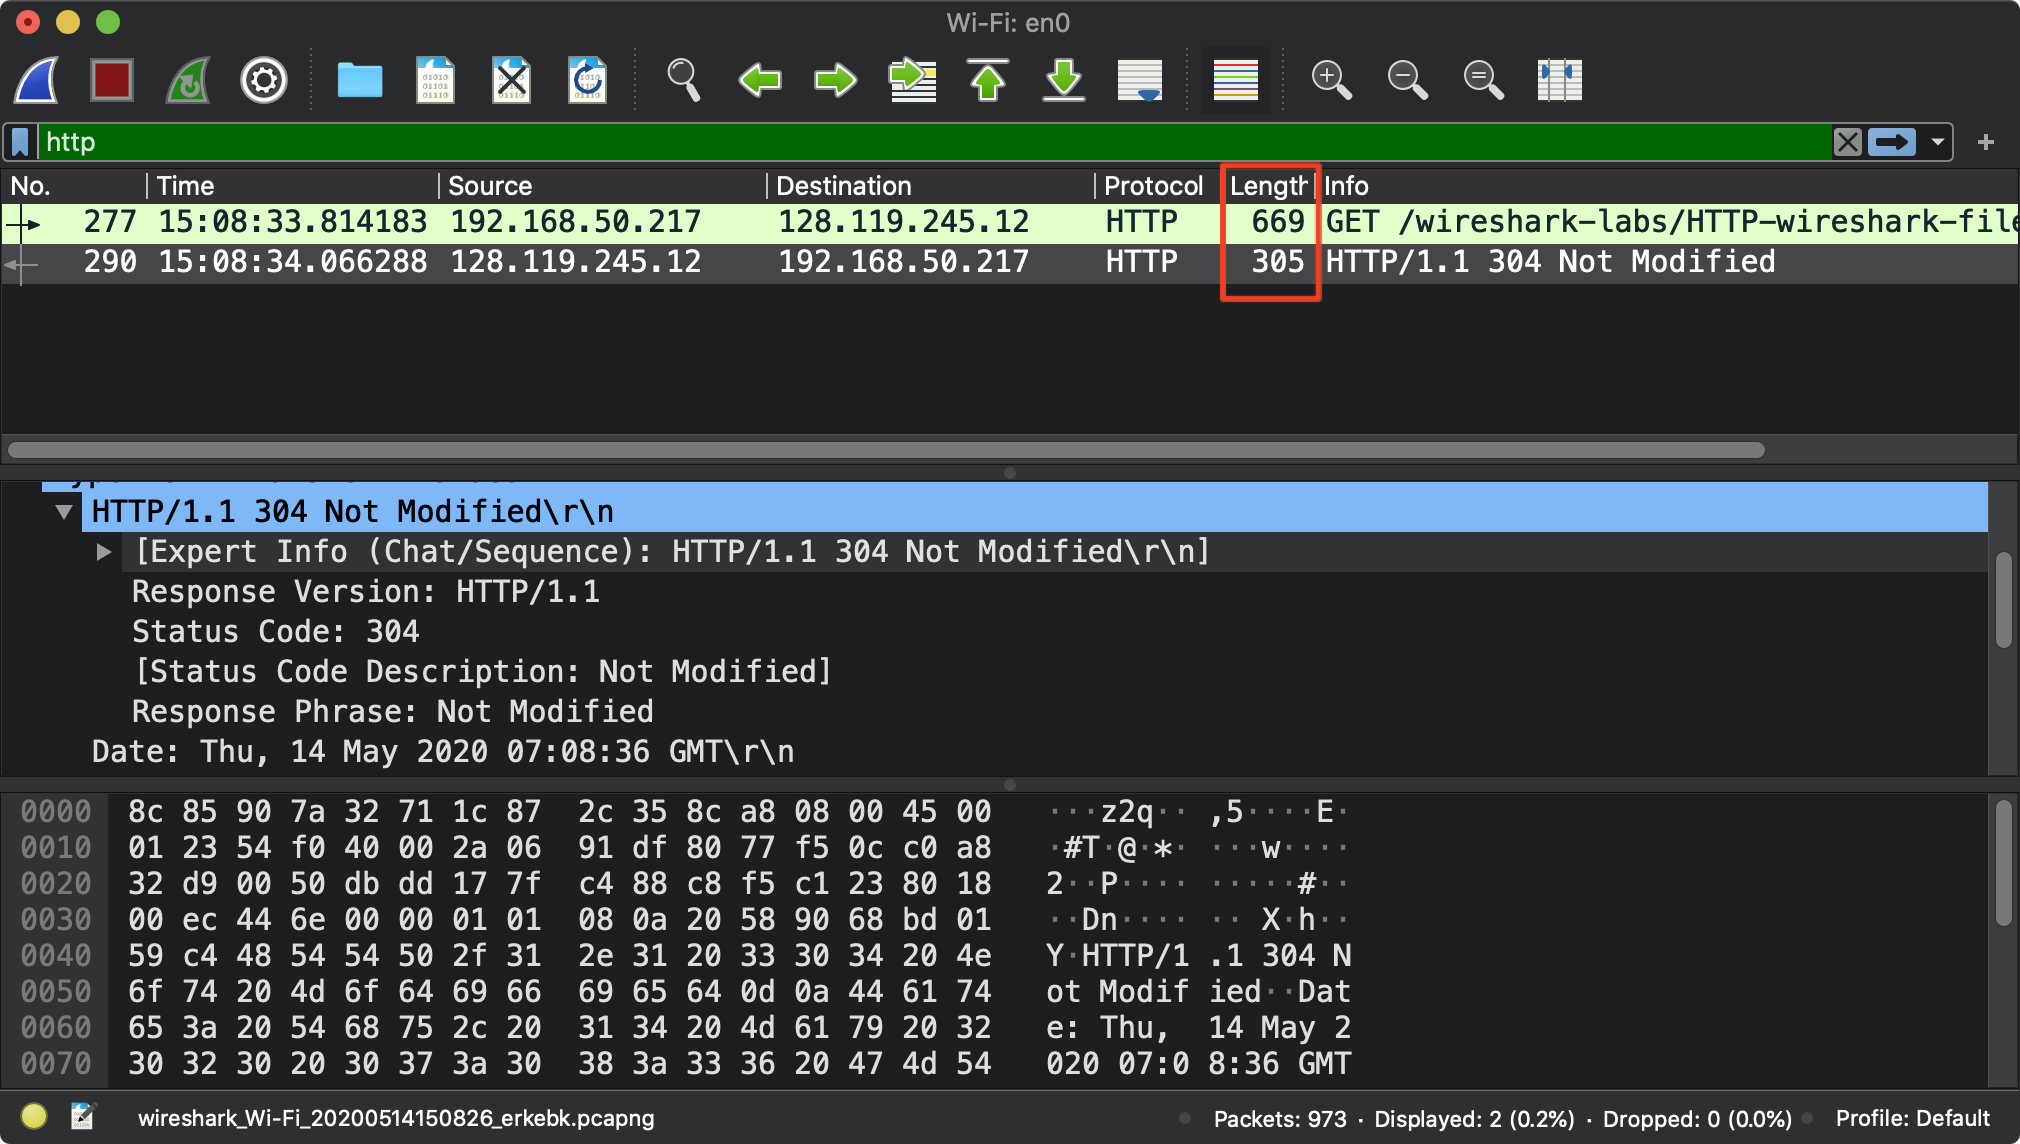 Wi-Fi: en0
http
No. Time Source Destination Protocol Length Info
277 15:08:33.814183 192.168.50.217 128.119.245.12 HTTP 669 GET /wireshark-labs/HTTP-wireshark-file
290 15:08:34.066288 128.119.245.12 192.168.50.217 HTTP 305 HTTP/1.1 304 Not Modified
HTTP/1.1 304 Not Modified\r\n
[Expert Info (Chat/Sequence): HTTP/1.1 304 Not Modified\r\n]
Response Version: HTTP/1.1
Status Code: 304
[Status Code Description: Not Modified]
Response Phrase: Not Modified
Date: Thu, 14 May 2020 07:08:36 GMT\r\n
0000 8c 85 90 7a 32 71 1c 87 2c 35 8c a8 08 00 45 00 ···z2q·· ,5····E·
0010 01 23 54 f0 40 00 2a 06 91 df 80 77 f5 0c c0 a8 ·#T·@·*· ···w····
0020 32 d9 00 50 db dd 17 7f c4 88 c8 f5 c1 23 80 18 2··P···· ·····#··
0030 00 ec 44 6e 00 00 01 01 08 0a 20 58 90 68 bd 01 ··Dn···· ·· X·h··
0040 59 c4 48 54 54 50 2f 31 2e 31 20 33 30 34 20 4e Y·HTTP/1 .1 304 N
0050 6f 74 20 4d 6f 64 69 66 69 65 64 0d 0a 44 61 74 ot Modif ied··Dat
0060 65 3a 20 54 68 75 2c 20 31 34 20 4d 61 79 20 32 e: Thu, 14 May 2
0070 30 32 30 20 30 37 3a 30 38 3a 33 36 20 47 4d 54 020 07:0 8:36 GMT
wireshark_Wi-Fi_20200514150826_erkebk.pcapng Packets: 973 · Displayed: 2 (0.2%) · Dropped: 0 (0.0%) Profile: Default